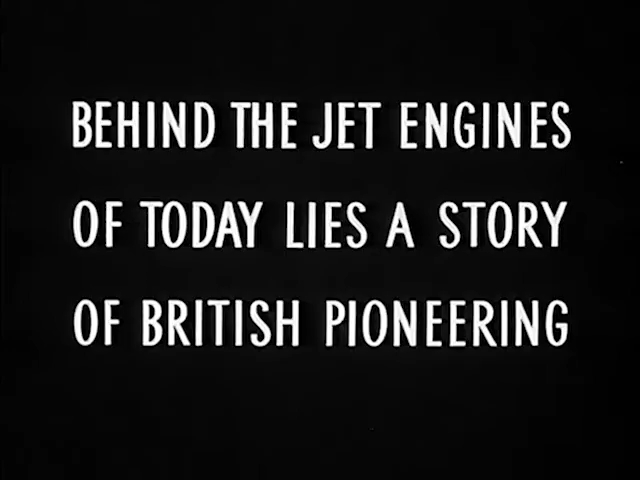 BEHIND THE JET ENGINES
OF TODAY LIES A STORY
OF BRITISH PIONEERING